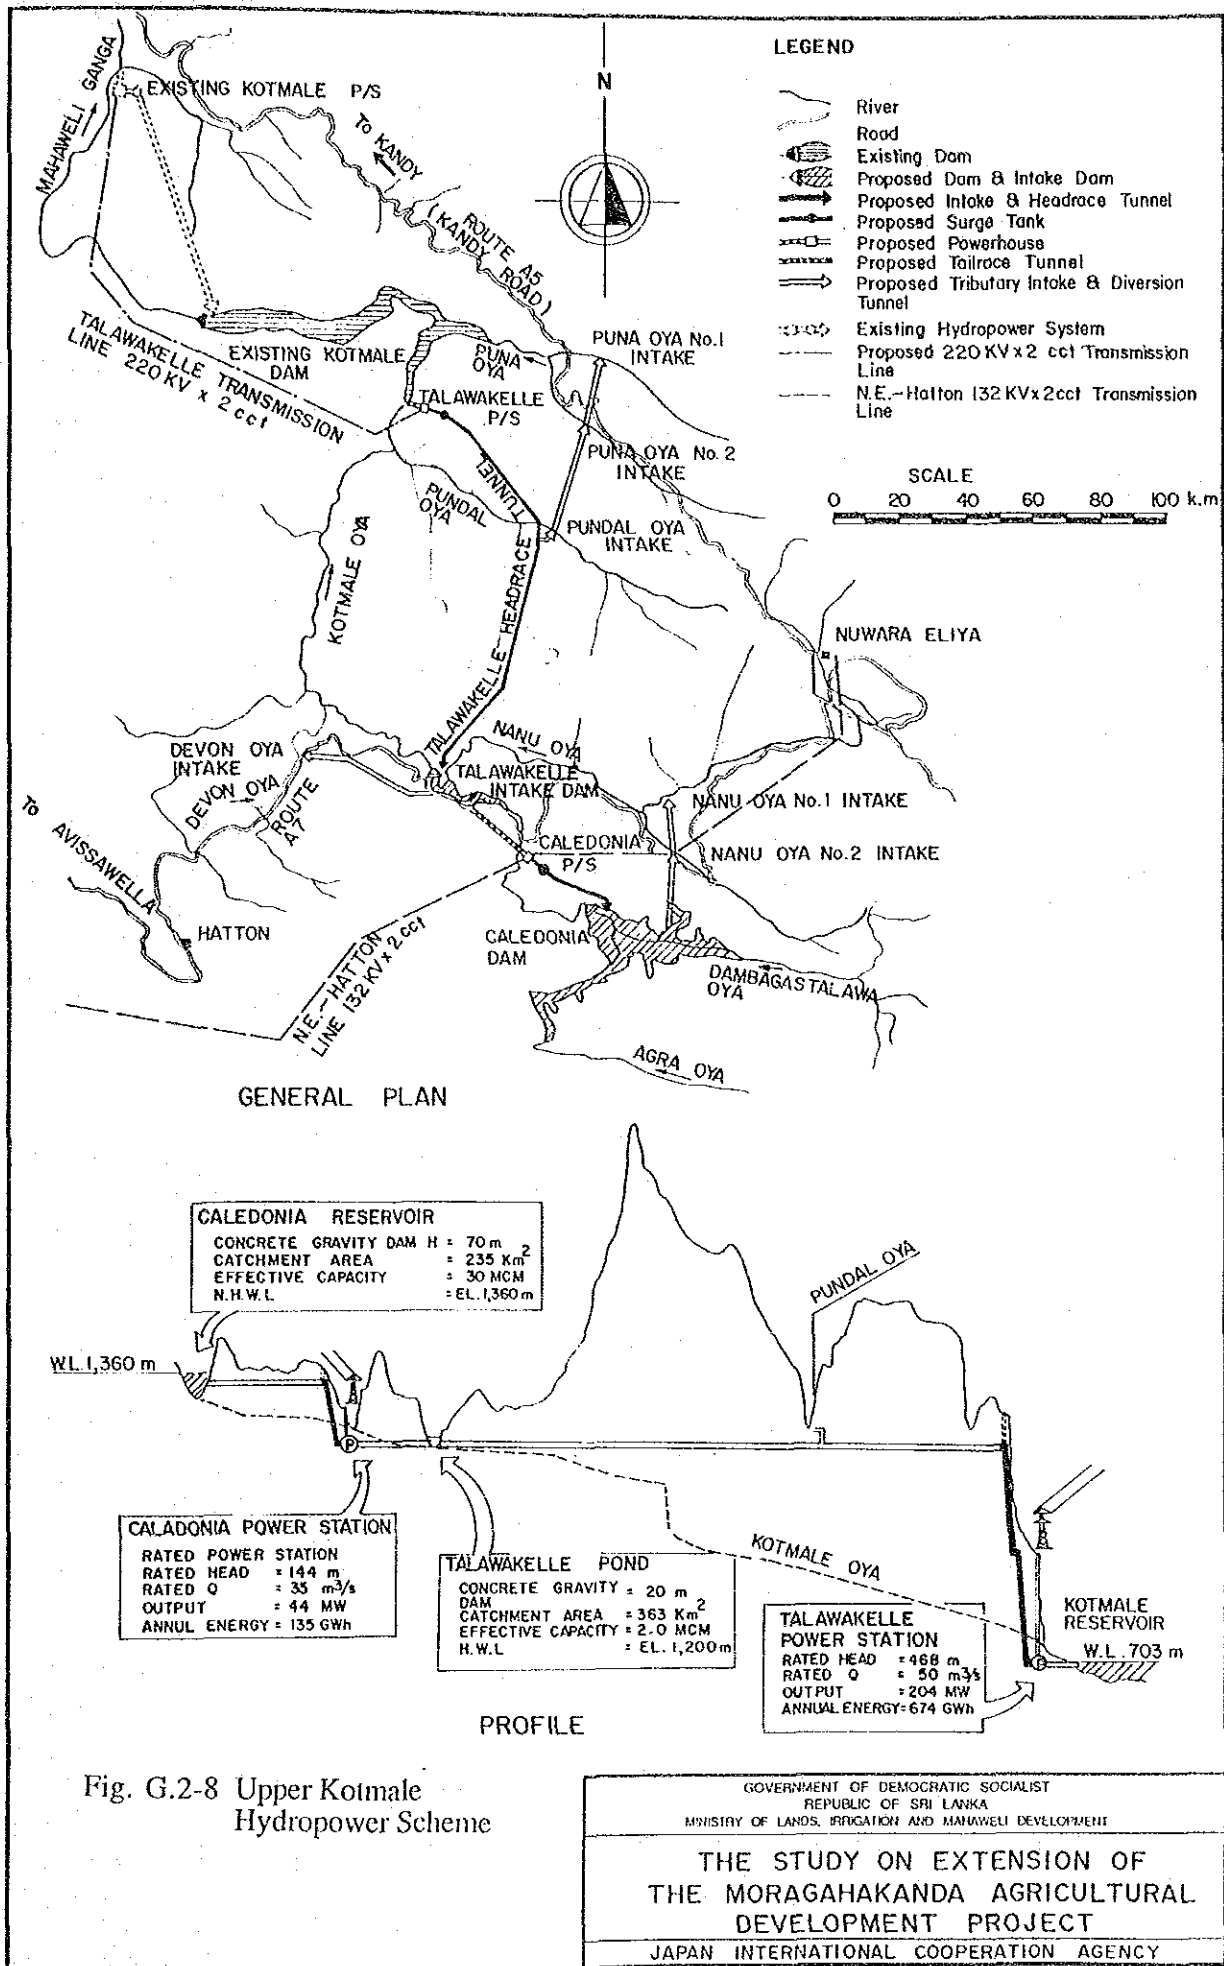 LEGEND
River
Road
Existing Dam
Proposed Dam & Intake Dam
Proposed Intake & Headrace Tunnel
Proposed Surge Tank
Proposed Powerhouse
Proposed Tailrace Tunnel
Proposed Tributary Intake & Diversion
Tunnel
Existing Hydropower System
Proposed 220 KV x 2 cct Transmission
Line
N.E.-Hatton 132 KV x 2cct Transmission
Line
SCALE
0 20 40 60 80 100 k.m
N
MAHAWELI GANGA
EXISTING KOTMALE P/S
To KANDY
ROUTE A5
(KANDY ROAD)
TALAWAKELLE TRANSMISSION
LINE 220 KV x 2 cct
EXISTING KOTMALE
DAM
PUNA
OYA
PUNA OYA No.1
INTAKE
TALAWAKELLE
P/S
PUNA OYA No. 2
INTAKE
PUNDAL
OYA
PUNDAL OYA
INTAKE
TALAWAKELLE HEADRACE TUNNEL
KOTMALE OYA
NUWARA ELIYA
DEVON OYA
INTAKE
DEVON OYA
ROUTE
A7
NANU OYA
TALAWAKELLE
INTAKE DAM
NANU OYA No.1 INTAKE
To AVISSAWELLA
CALEDONIA
P/S
NANU OYA No.2 INTAKE
HATTON
CALEDONIA
DAM
DAMBAGASTALAWA
OYA
N.E.-HATTON
LINE 132 KV x 2 cct
AGRA OYA
GENERAL PLAN
CALEDONIA RESERVOIR
CONCRETE GRAVITY DAM H = 70 m
CATCHMENT AREA = 235 Km2
EFFECTIVE CAPACITY = 30 MCM
N.H.W.L = EL.1,360 m
PUNDAL OYA
W.L.1,360 m
P
CALADONIA POWER STATION
RATED POWER STATION
RATED HEAD = 144 m
RATED Q = 35 m3/s
OUTPUT = 44 MW
ANNUL ENERGY = 135 GWh
TALAWAKELLE POND
CONCRETE GRAVITY = 20 m
DAM
CATCHMENT AREA = 363 Km2
EFFECTIVE CAPACITY = 2.0 MCM
H.W.L = EL. 1,200m
KOTMALE OYA
TALAWAKELLE
POWER STATION
RATED HEAD = 468 m
RATED Q = 50 m3/s
OUTPUT = 204 MW
ANNUAL ENERGY = 674 GWh
KOTMALE
RESERVOIR
W.L. 703 m
P
PROFILE
Fig. G.2-8 Upper Kotmale
Hydropower Scheme
GOVERNMENT OF DEMOCRATIC SOCIALIST
REPUBLIC OF SRI LANKA
MINISTRY OF LANDS, IRRIGATION AND MAHAWELI DEVELOPMENT
THE STUDY ON EXTENSION OF
THE MORAGAHAKANDA AGRICULTURAL
DEVELOPMENT PROJECT
JAPAN INTERNATIONAL COOPERATION AGENCY